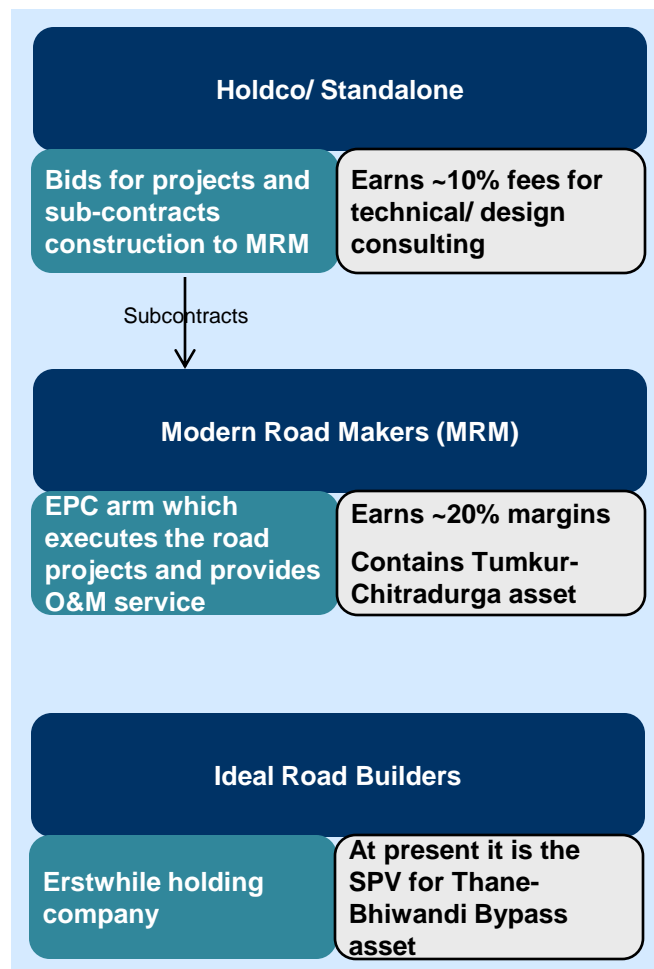 Holdco/ Standalone
Bids for projects and
sub-contracts
construction to MRM
Earns ~10% fees for
technical/ design
consulting
Subcontracts
Modern Road Makers (MRM)
EPC arm which
executes the road
projects and provides
O&M service
Earns ~20% margins
Contains Tumkur-
Chitradurga asset
Ideal Road Builders
Erstwhile holding
company
At present it is the
SPV for Thane-
Bhiwandi Bypass
asset